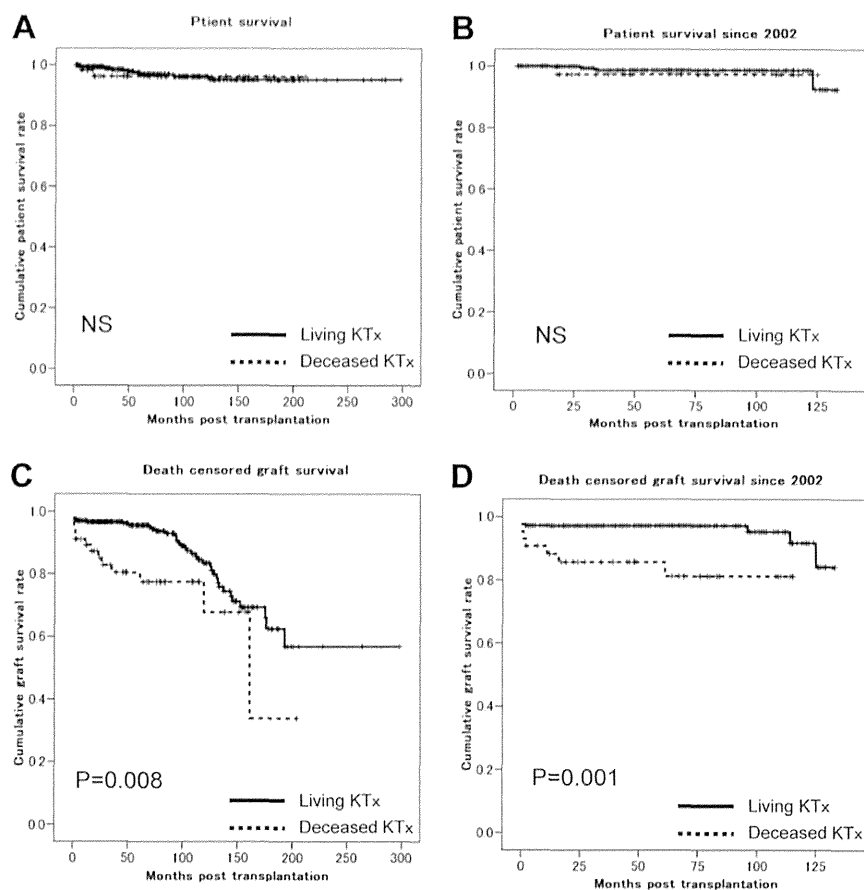 A
Ptient survival
Cumulative patient survival rate
1.0
0.8
0.6
0.4
0.2
0.0
NS
Living KTx
Deceased KTx
0 50 100 150 200 250 300
Months post transplantation
B
Patient survival since 2002
Cumulative patient survival rate
1.0
0.8
0.6
0.4
0.2
0.0
NS
Living KTx
Deceased KTx
0 25 50 75 100 125
Months post transplantation
C
Death censored graft survival
Cumulative graft survival rate
1.0
0.8
0.6
0.4
0.2
0.0
P=0.008
Living KTx
Deceased KTx
0 50 100 150 200 250 300
Months post transplantation
D
Death censored graft survival since 2002
Cumulative graft survival rate
1.0
0.8
0.6
0.4
0.2
0.0
P=0.001
Living KTx
Deceased KTx
0 25 50 75 100 125
Months post transplantation